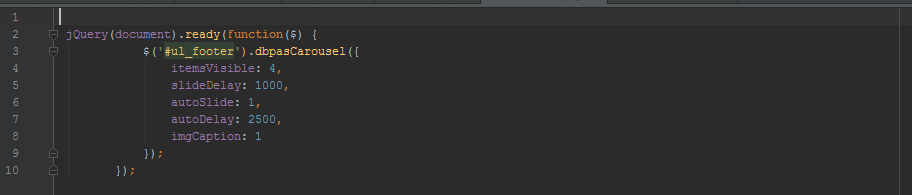 1
2 jQuery(document).ready(function($) {
3 $('#ul_footer').dbpasCarousel({
4 itemsVisible: 4,
5 slideDelay: 1000,
6 autoSlide: 1,
7 autoDelay: 2500,
8 imgCaption: 1
9 });
10 });